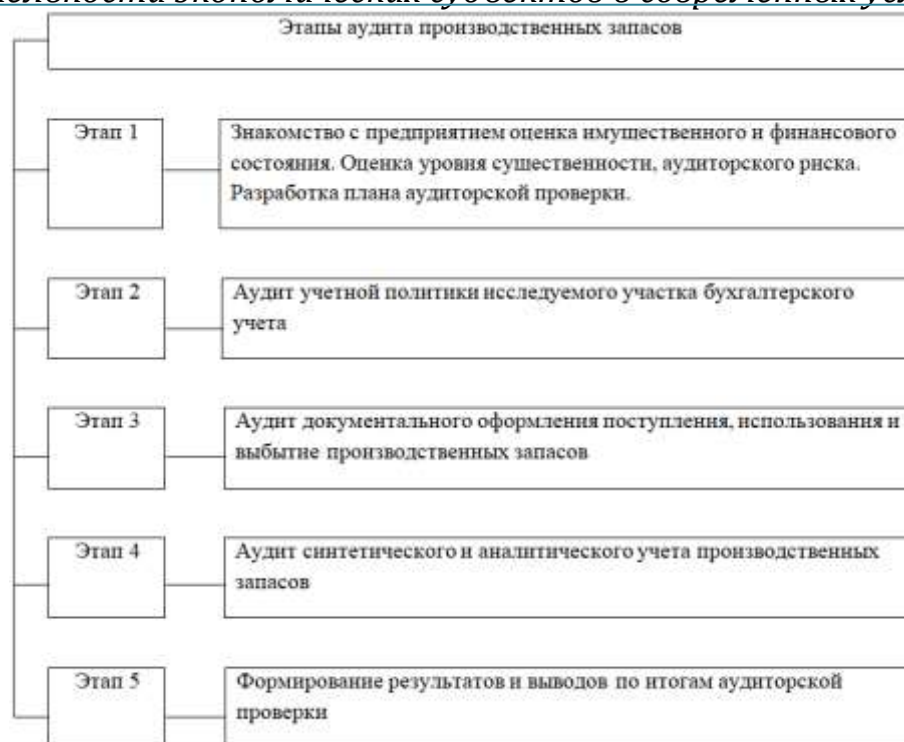 экономических субъектов в современных
Этапы аудита производственных запасов
Этап 1
Знакомство с предприятием оценка имущественного и финансового
состояния. Оценка уровня существенности, аудиторского риска.
Разработка плана аудиторской проверки.
Этап 2
Аудит учетной политики исследуемого участка бухгалтерского
учета
Этап 3
Аудит документального оформления поступления, использования и
выбытие производственных запасов
Этап 4
Аудит синтетического и аналитического учета производственных
запасов
Этап 5
Формирование результатов и выводов по итогам аудиторской
проверки